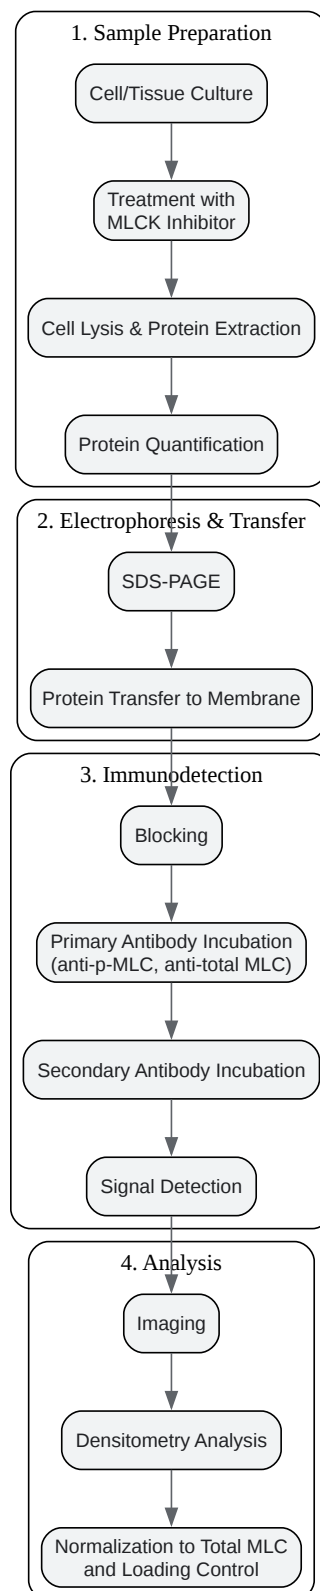 1. Sample Preparation
Cell/Tissue Culture
Treatment with
MLCK Inhibitor
Cell Lysis & Protein Extraction
Protein Quantification
2. Electrophoresis & Transfer
SDS-PAGE
Protein Transfer to Membrane
3. Immunodetection
Blocking
Primary Antibody Incubation
(anti-p-MLC, anti-total MLC)
Secondary Antibody Incubation
Signal Detection
4. Analysis
Imaging
Densitometry Analysis
Normalization to Total MLC
and Loading Control